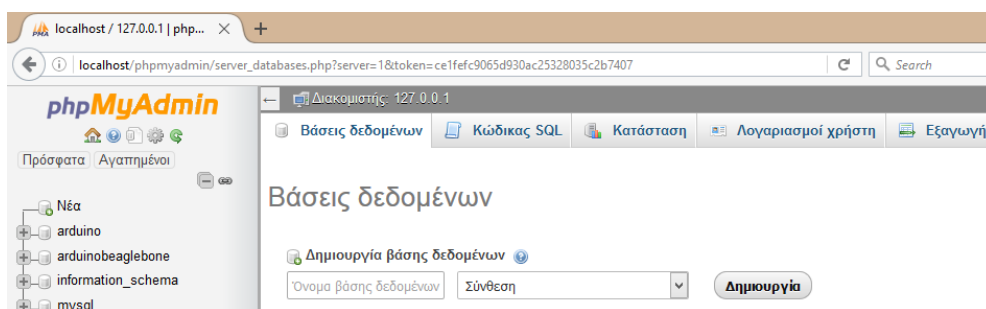 localhost / 127.0.0.1 | php...
localhost/phpmyadmin/server_databases.php?server=1&token=ce1fefc9065d930ac25328035c2b7407
Search
phpMyAdmin
Πρόσφατα Αγαπημένοι
Νέα
arduino
arduinobeaglebone
information_schema
mysql
Διακομιστής: 127.0.0.1
Βάσεις δεδομένων Κώδικας SQL Κατάσταση Λογαριασμοί χρήστη Εξαγωγή
Βάσεις δεδομένων
Δημιουργία βάσης δεδομένων
Όνομα βάσης δεδομένων Σύνθεση Δημιουργία